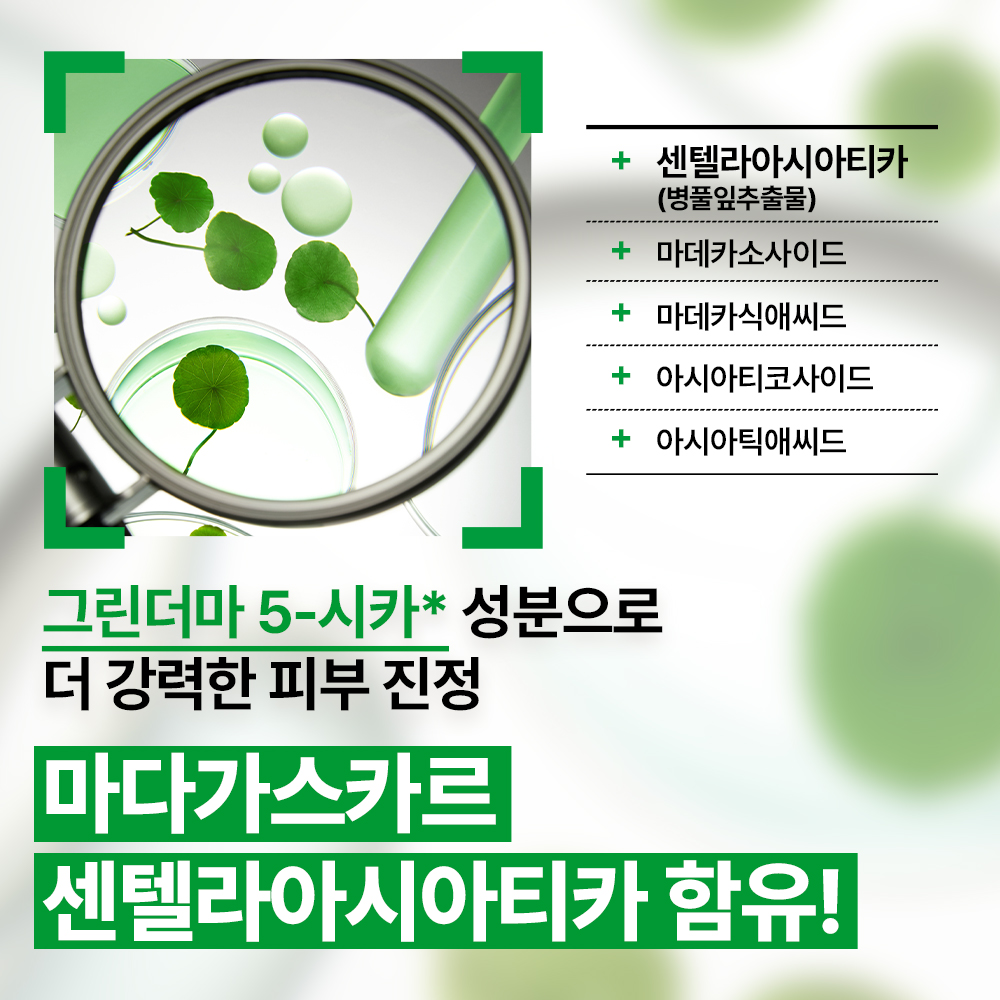 + 센텔라아시아티카
(병풀잎추출물)
+ 마데카소사이드
+ 마데카식애씨드
+ 아시아티코사이드
+ 아시아틱애씨드
그린더마 5-시카* 성분으로
더 강력한 피부 진정
마다가스카르
센텔라아시아티카 함유!